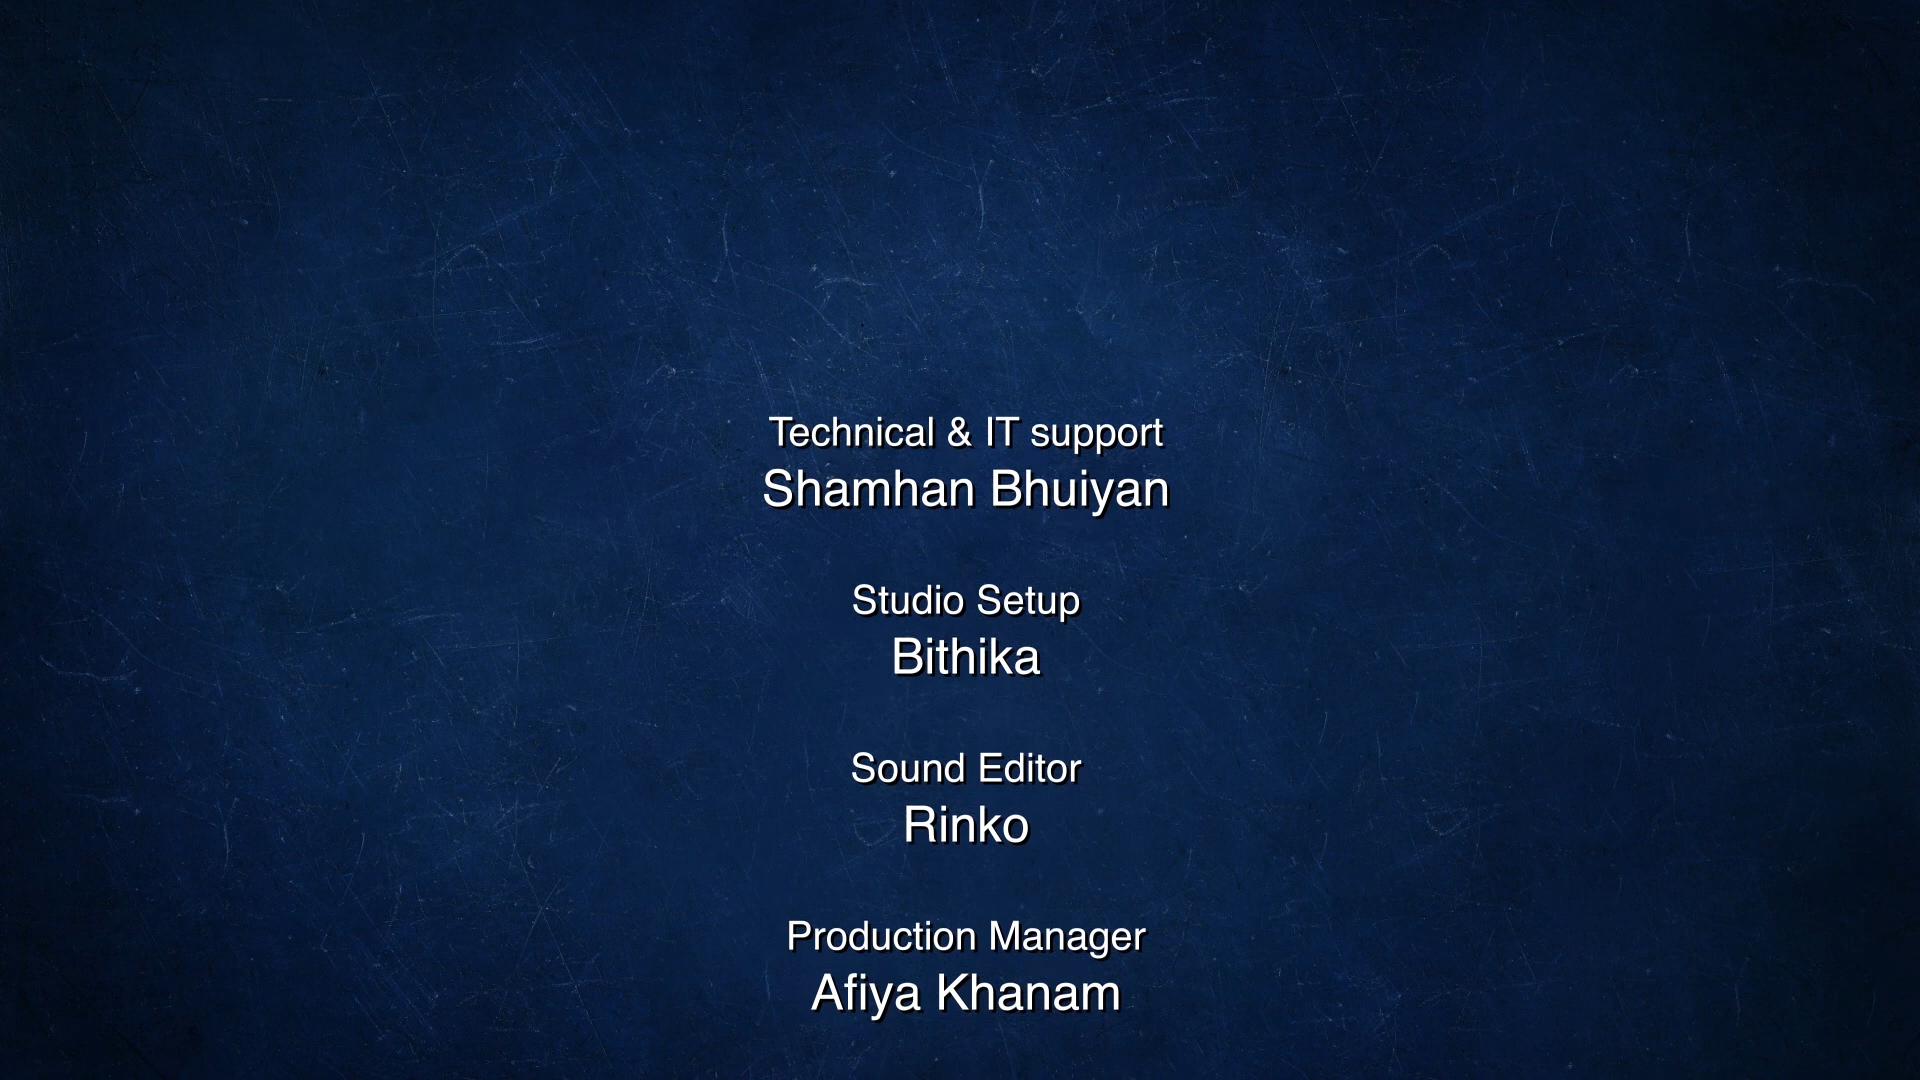 Technical & IT support
Shamhan Bhuiyan
Studio Setup
Bithika
Sound Editor
Rinko
Production Manager
Afiya Khanam